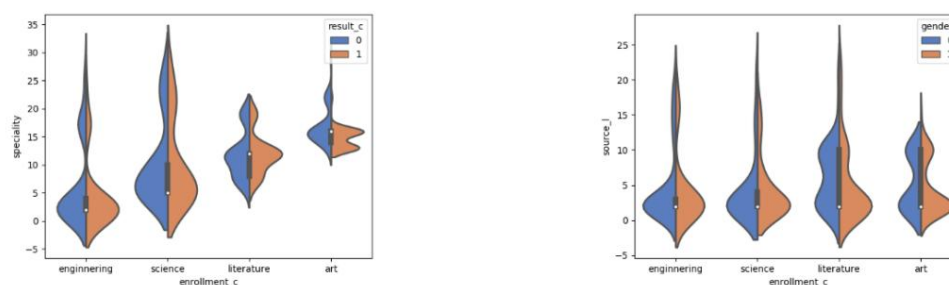 35
30
25
20
15
10
5
0
-5
speciality
result_c
0
1
enginnering science literature art
enrollment_c
25
20
15
10
5
0
-5
source_l
enginnering science literature art
enrollment_c